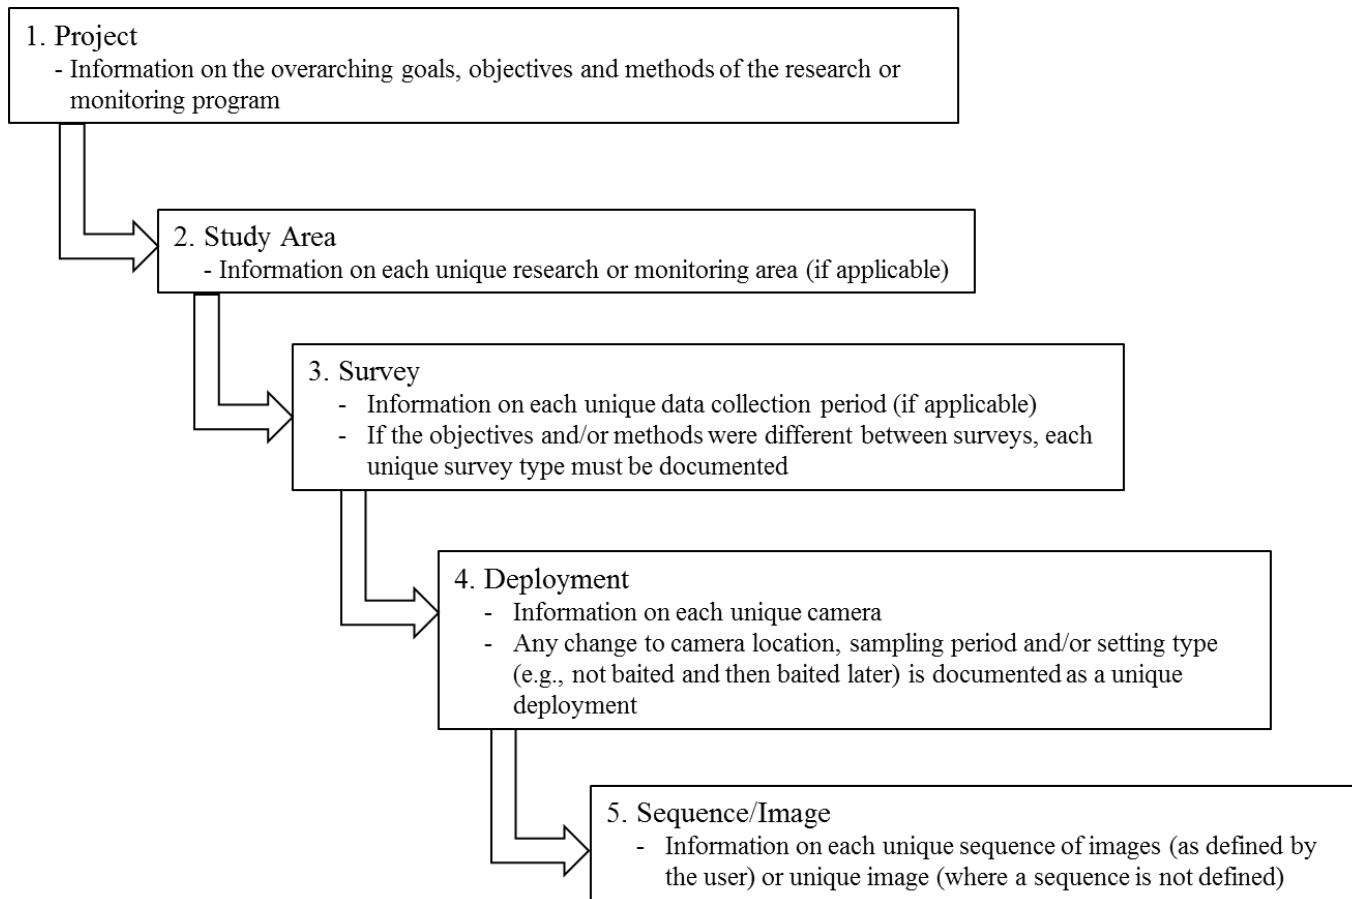 1. Project
- Information on the overarching goals, objectives and methods of the research or
monitoring program
2. Study Area
- Information on each unique research or monitoring area (if applicable)
3. Survey
- Information on each unique data collection period (if applicable)
- If the objectives and/or methods were different between surveys, each
unique survey type must be documented
4. Deployment
- Information on each unique camera
- Any change to camera location, sampling period and/or setting type
(e.g., not baited and then baited later) is documented as a unique
deployment
5. Sequence/Image
- Information on each unique sequence of images (as defined by
the user) or unique image (where a sequence is not defined)